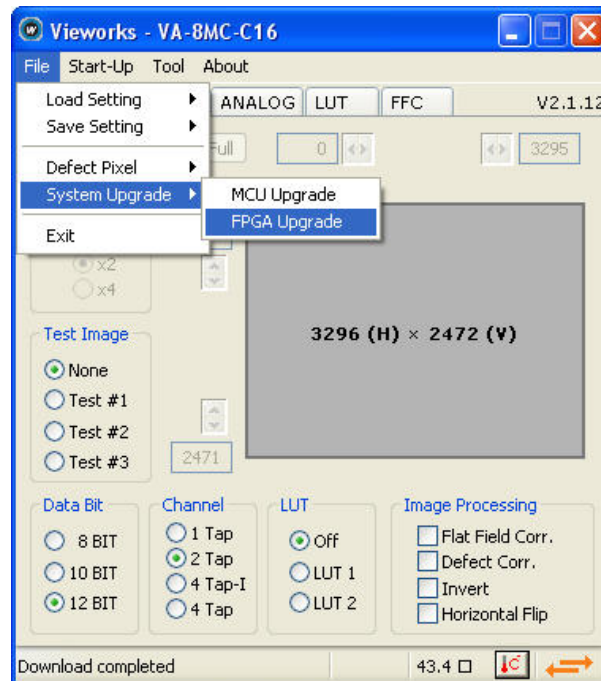 Vieworks - VA-8MC-C16
File Start-Up Tool About
Load Setting ANALOG LUT FFC V2.1.12
Save Setting
Full 0 3295
Defect Pixel
System Upgrade MCU Upgrade
FPGA Upgrade
Exit
x2
x4
3296 (H) × 2472 (V)
Test Image
None
Test #1
Test #2
Test #3
2471
Data Bit Channel LUT Image Processing
8 BIT 1 Tap Off Flat Field Corr.
10 BIT 2 Tap LUT 1 Defect Corr.
12 BIT 4 Tap-I LUT 2 Invert
4 Tap Horizontal Flip
Download completed 43.4 □ C